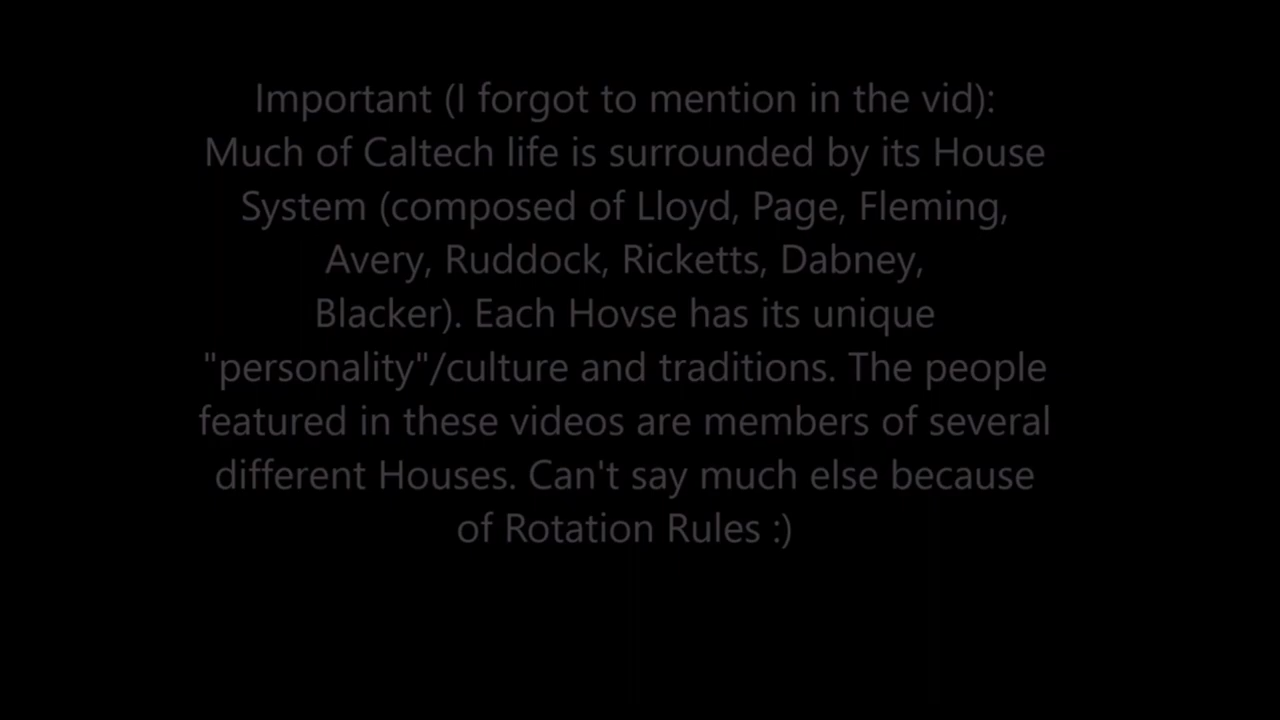 Important (I forgot to mention in the vid):
Much of Caltech life is surrounded by its House
System (composed of Lloyd, Page, Fleming,
Avery, Ruddock, Ricketts, Dabney,
Blacker). Each Hovse has its unique
"personality"/culture and traditions. The people
featured in these videos are members of several
different Houses. Can't say much else because
of Rotation Rules :)